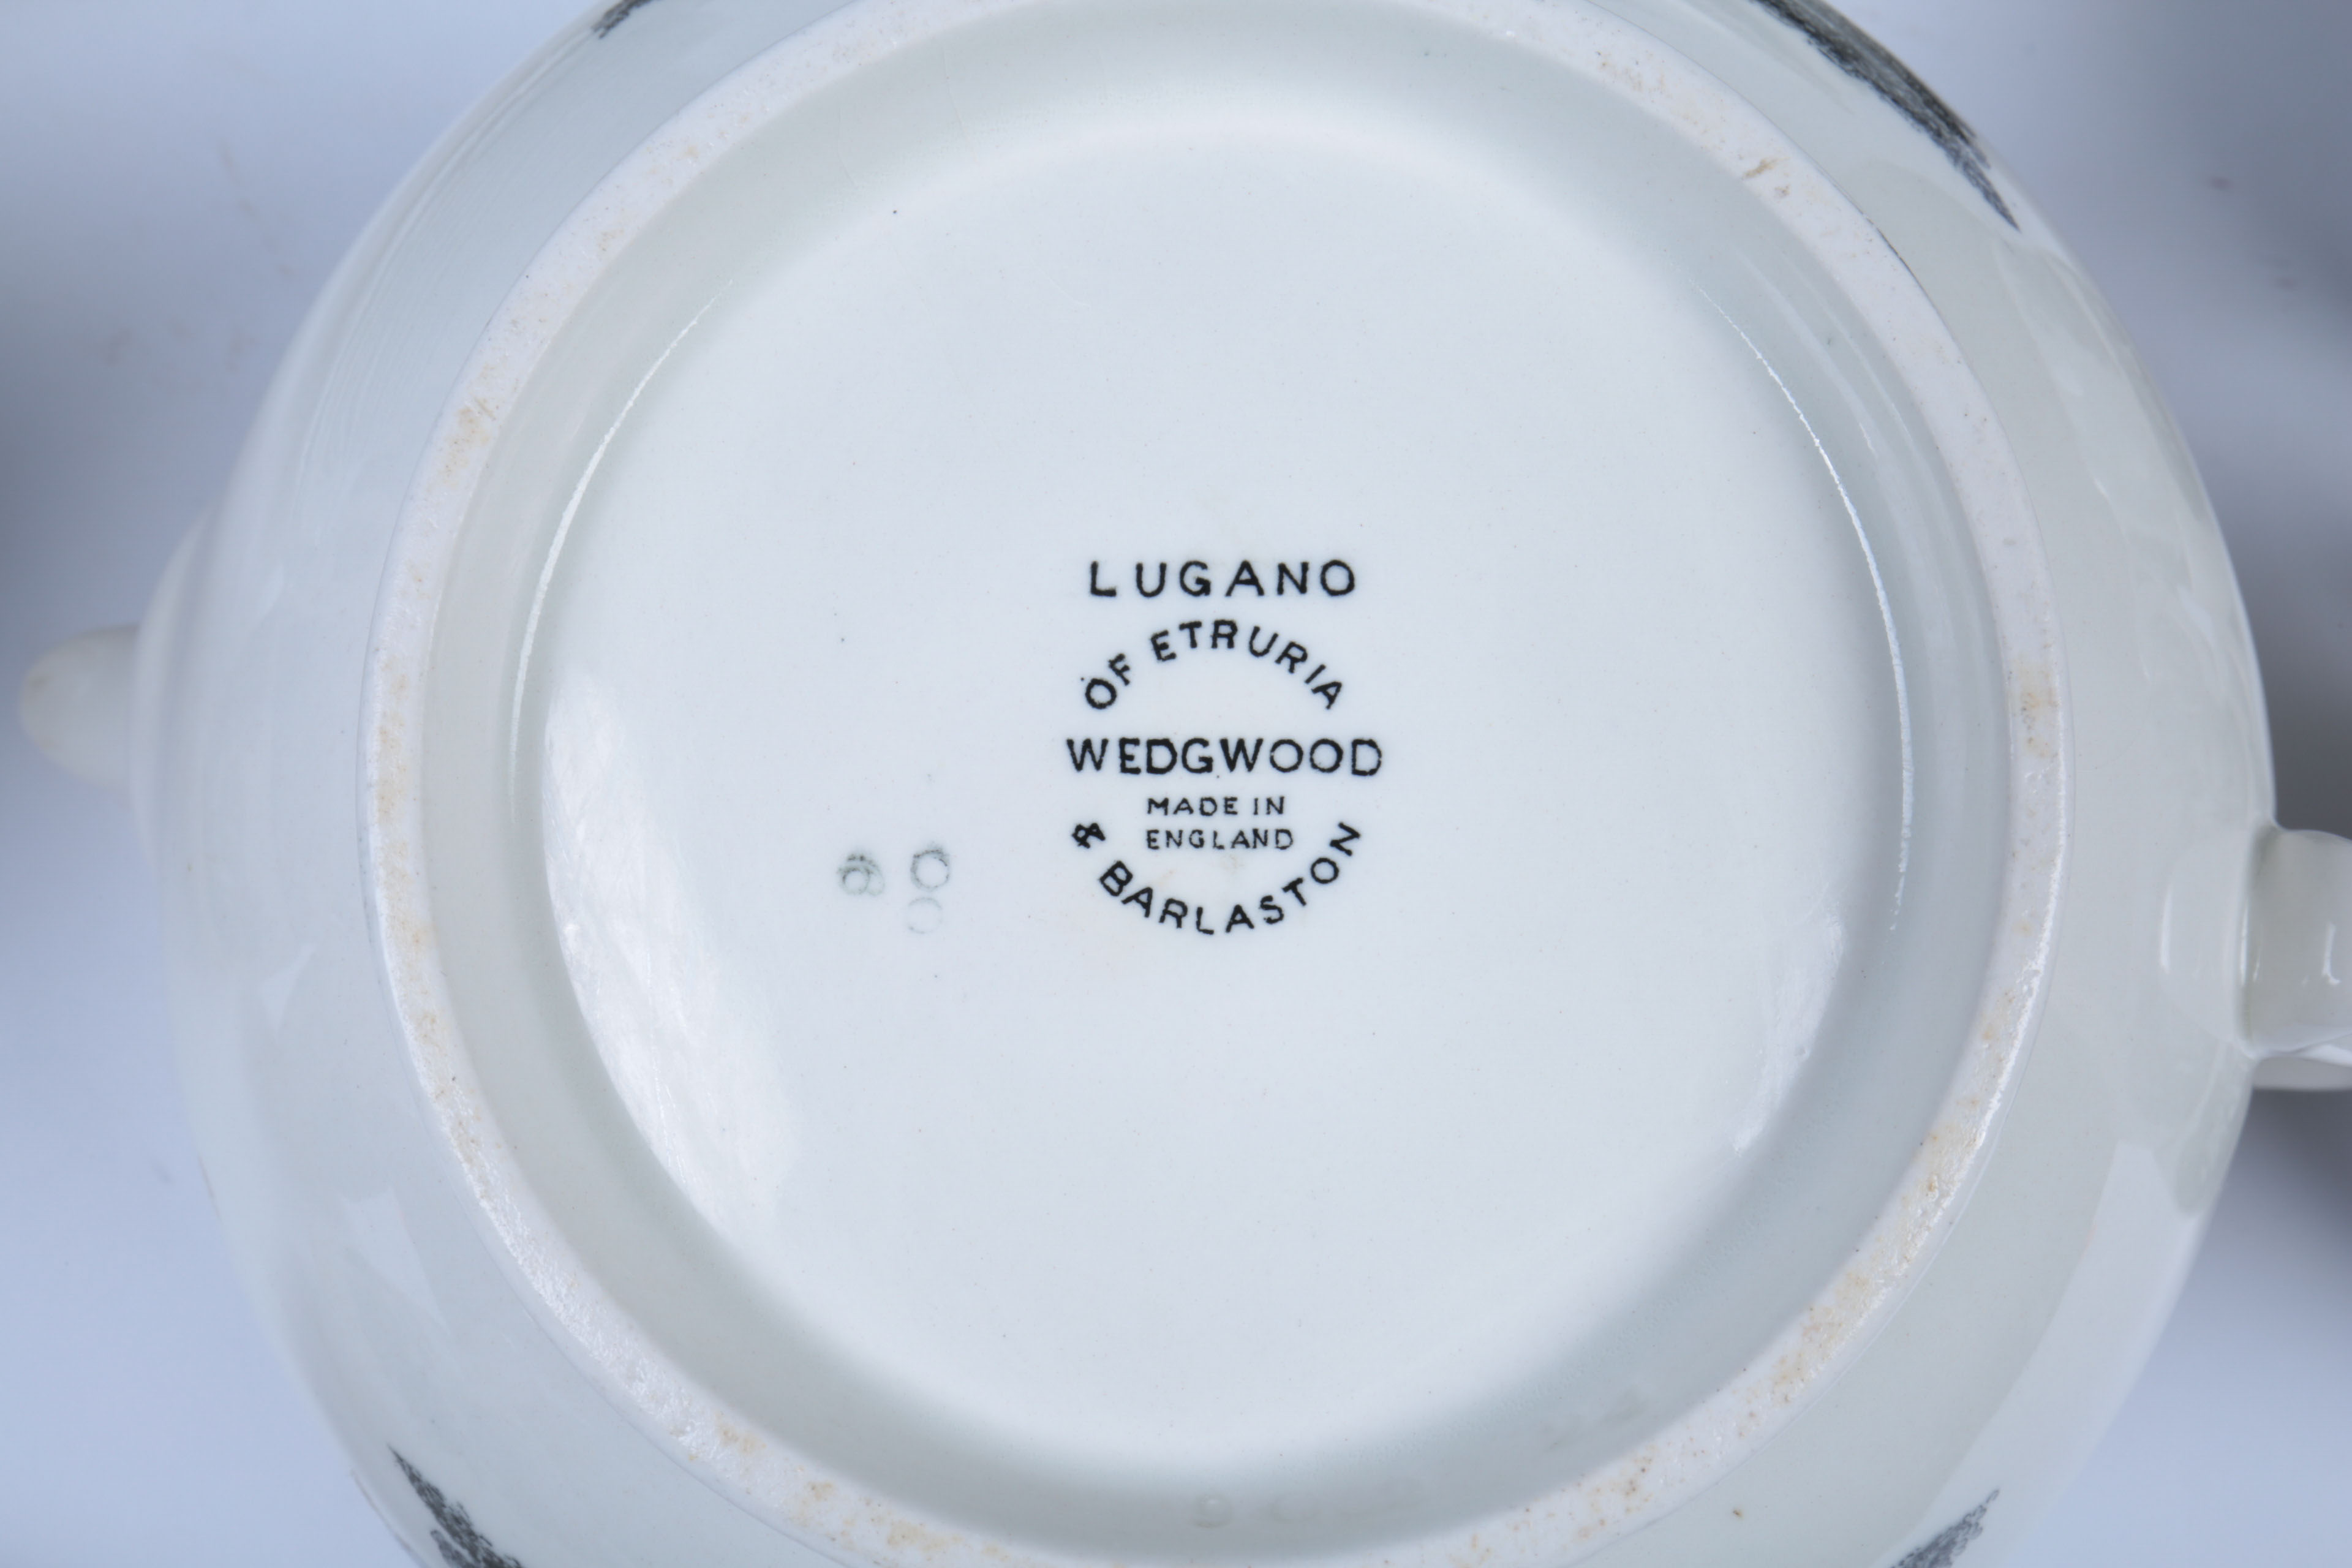 LUGANO
OF ETRURIA
WEDGWOOD
MADE IN
ENGLAND
& BARLASTON